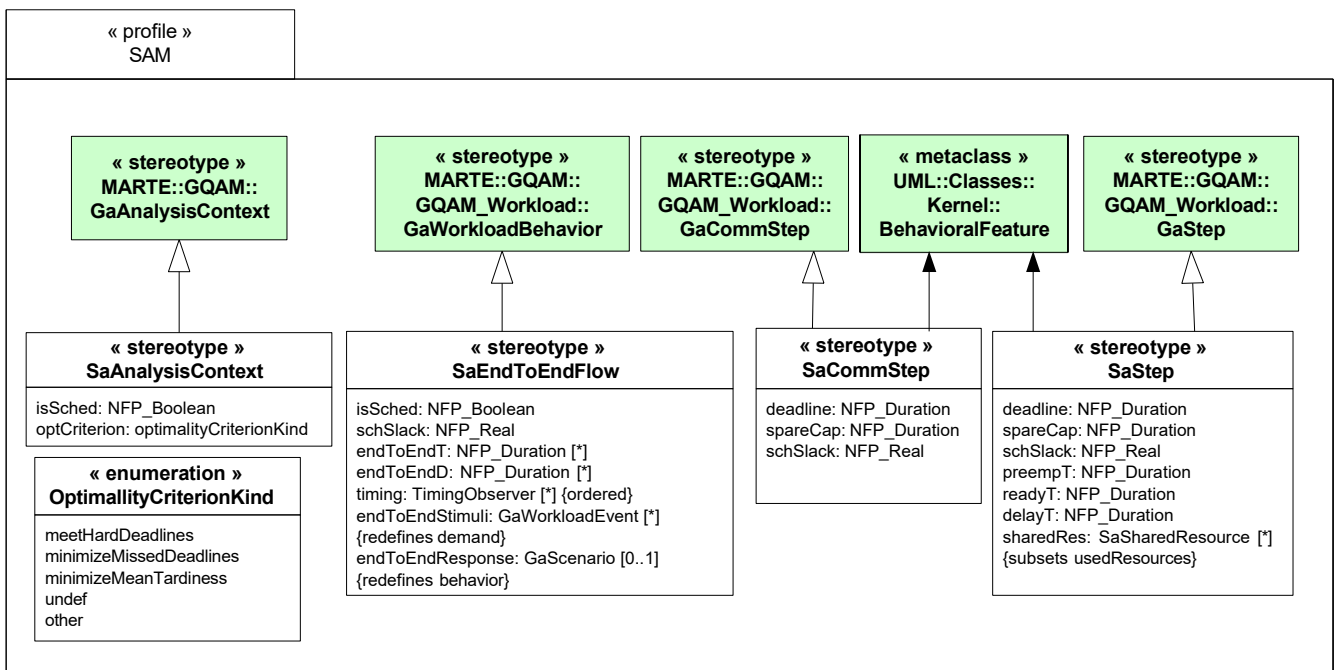 « profile »
SAM
« stereotype »
MARTE::GQAM::
GaAnalysisContext
« stereotype »
MARTE::GQAM::
GQAM_Workload::
GaWorkloadBehavior
« stereotype »
MARTE::GQAM::
GQAM_Workload::
GaCommStep
« metaclass »
UML::Classes::
Kernel::
BehavioralFeature
« stereotype »
MARTE::GQAM::
GQAM_Workload::
GaStep
« stereotype »
SaAnalysisContext
isSched: NFP_Boolean
optCriterion: optimalityCriterionKind
« enumeration »
OptimallityCriterionKind
meetHardDeadlines
minimizeMissedDeadlines
minimizeMeanTardiness
undef
other
« stereotype »
SaEndToEndFlow
isSched: NFP_Boolean
schSlack: NFP_Real
endToEndT: NFP_Duration [*]
endToEndD: NFP_Duration [*]
timing: TimingObserver [*] {ordered}
endToEndStimuli: GaWorkloadEvent [*]
{redefines demand}
endToEndResponse: GaScenario [0..1]
{redefines behavior}
« stereotype »
SaCommStep
deadline: NFP_Duration
spareCap: NFP_Duration
schSlack: NFP_Real
« stereotype »
SaStep
deadline: NFP_Duration
spareCap: NFP_Duration
schSlack: NFP_Real
preempT: NFP_Duration
readyT: NFP_Duration
delayT: NFP_Duration
sharedRes: SaSharedResource [*]
{subsets usedResources}